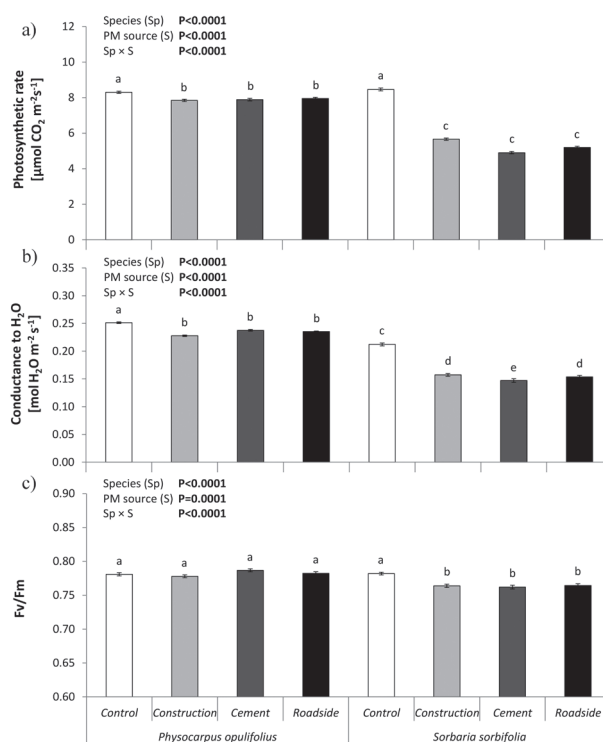 a)
Species (Sp) P<0.0001
PM source (S) P<0.0001
Sp × S P<0.0001
Photosynthetic rate
[µmol CO₂ m⁻²s⁻¹]
12
10
8
6
4
2
0
a b b b a c c c
b)
Species (Sp) P<0.0001
PM source (S) P<0.0001
Sp × S P<0.0001
Conductance to H₂O
[mol H₂O m⁻² s⁻¹]
0.35
0.30
0.25
0.20
0.15
0.10
0.05
0.00
a b b b c d e d
c)
Species (Sp) P<0.0001
PM source (S) P=0.0001
Sp × S P<0.0001
Fv/Fm
0.90
0.85
0.80
0.75
0.70
0.65
0.60
a a a a a b b b
Control Construction Cement Roadside Control Construction Cement Roadside
Physocarpus opulifolius Sorbaria sorbifolia